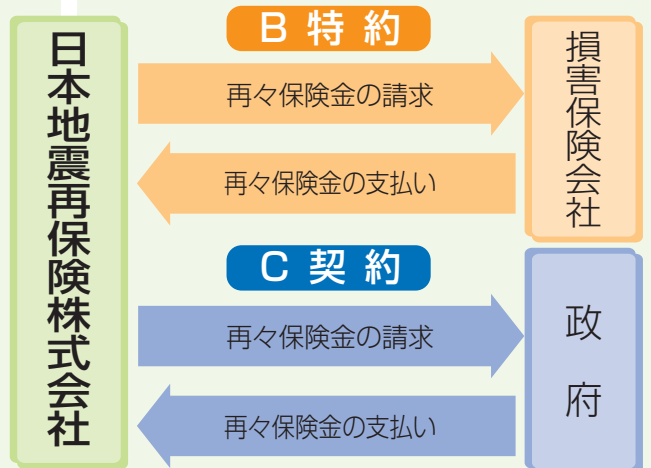 日本地震再保険株式会社
B 特 約
再々保険金の請求
再々保険金の支払い
損害保険会社
C 契 約
再々保険金の請求
再々保険金の支払い
政府